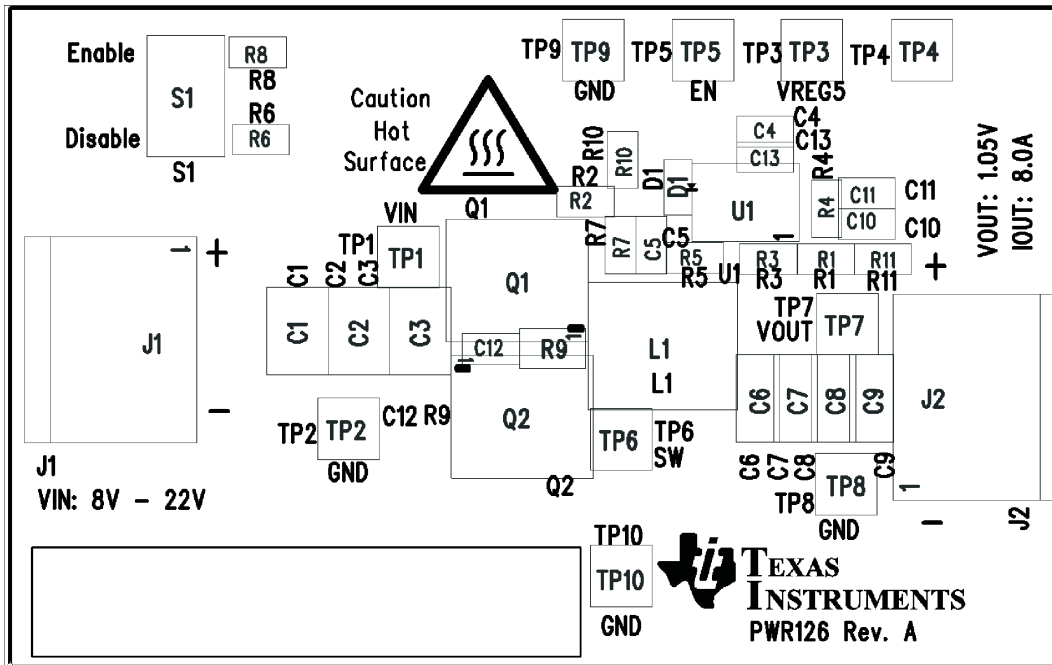 Enable
S1
R8
R8
R6
R6
Disable
S1
Caution
Hot
Surface
TP9
TP9
GND
TP5
TP5
EN
TP3
TP3
VREG5
TP4
TP4
C4
C4
C13
C13
R10
R10
D1
D1
R2
R2
U1
1
R4
R4
C11
C11
C10
C10
VOUT: 1.05V
IOUT: 8.0A
Q1
VIN
TP1
TP1
R7
R7
C5
C5
R5
R5
U1
R3
R3
R1
R1
R11
R11
+
J1
1
+
-
C1
C2
C3
C1
C2
C3
Q1
1
C12
R9
1
L1
L1
TP7
VOUT
TP7
C6
C7
C8
C9
J2
TP2
TP2
GND
C12
R9
Q2
Q2
TP6
TP6
SW
C6
C7
C8
C9
TP8
TP8
GND
1
-
J2
J1
VIN: 8V - 22V
TP10
TP10
GND
TEXAS
INSTRUMENTS
PWR126 Rev. A